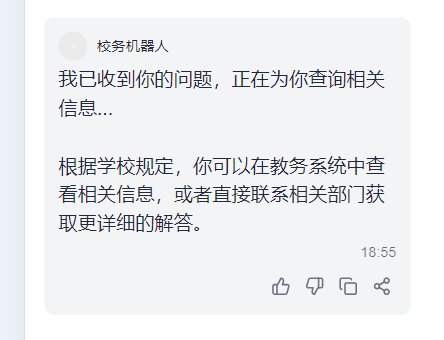 校务机器人
我已收到你的问题，正在为你查询相关
信息...
根据学校规定，你可以在教务系统中查
看相关信息，或者直接联系相关部门获
取更详细的解答。
18:55